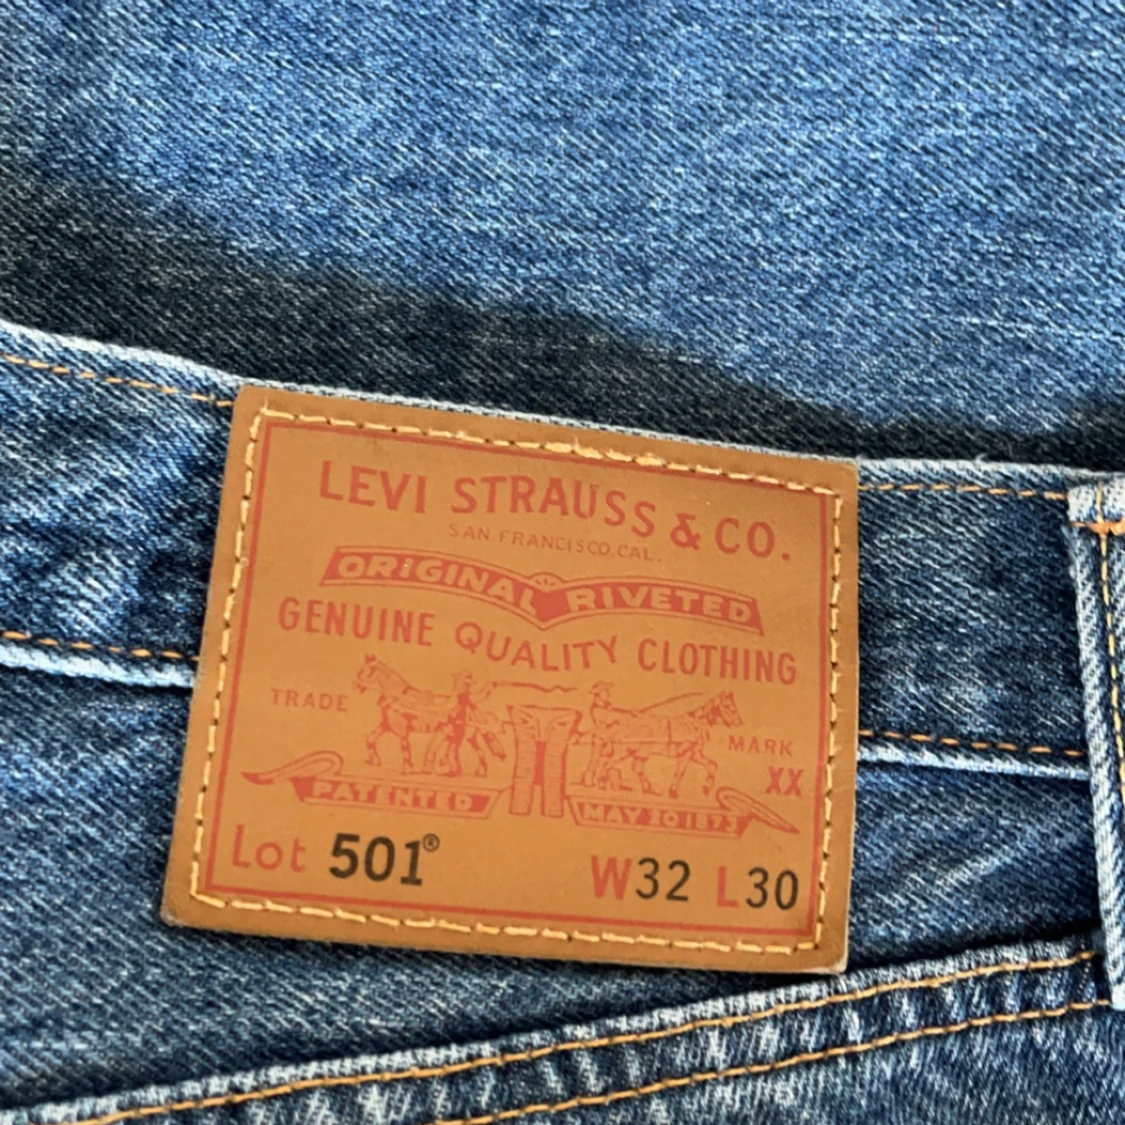 LEVI STRAUSS & CO.
SAN FRANCISCO, CAL.
ORIGINAL RIVETED
GENUINE QUALITY CLOTHING
TRADE MARK
XX
PATENTED MAY 20 1873
Lot 501® W32 L30